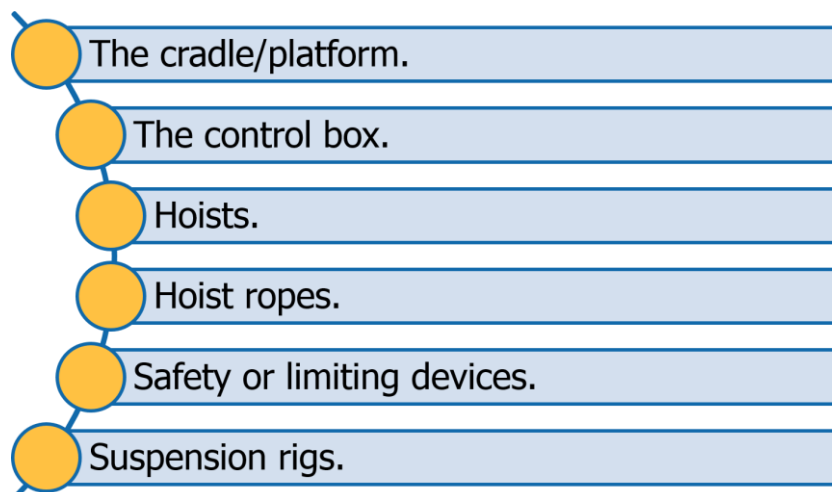 The cradle/platform.
The control box.
Hoists.
Hoist ropes.
Safety or limiting devices.
Suspension rigs.